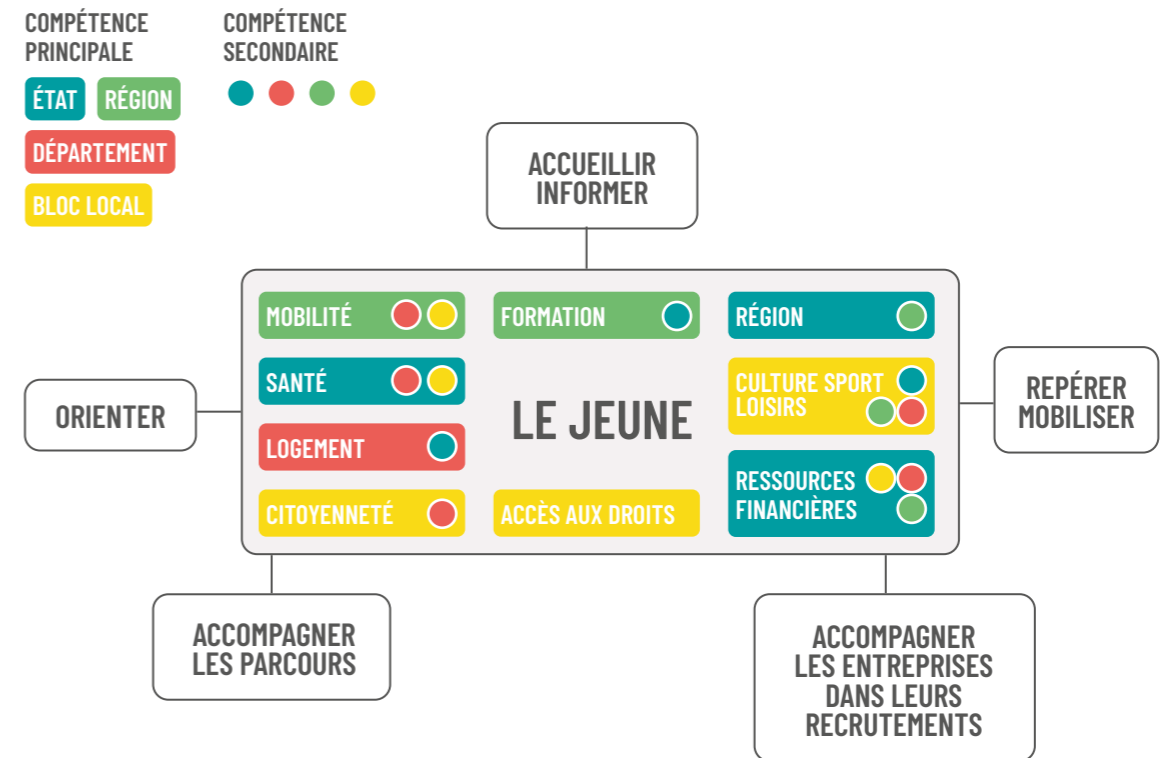 COMPÉTENCE
PRINCIPALE
COMPÉTENCE
SECONDAIRE
ÉTAT
RÉGION
DÉPARTEMENT
BLOC LOCAL
ACCUEILLIR
INFORMER
MOBILITÉ
FORMATION
RÉGION
SANTÉ
CULTURE SPORT
LOISIRS
LE JEUNE
LOGEMENT
RESSOURCES
FINANCIÈRES
CITOYENNETÉ
ACCÈS AUX DROITS
ORIENTER
REPÉRER
MOBILISER
ACCOMPAGNER
LES PARCOURS
ACCOMPAGNER
LES ENTREPRISES
DANS LEURS
RECRUTEMENTS